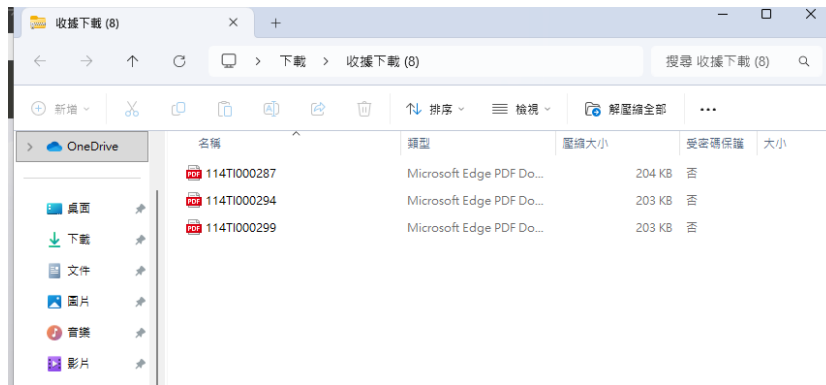 收據下載 (8)
下載 > 收據下載 (8)
搜尋 收據下載 (8)
新增 排序 檢視 解壓縮全部
OneDrive
名稱 類型 壓縮大小 受密碼保護 大小
PDF 114TI000287 Microsoft Edge PDF Do... 204 KB 否
PDF 114TI000294 Microsoft Edge PDF Do... 203 KB 否
PDF 114TI000299 Microsoft Edge PDF Do... 203 KB 否
桌面
下載
文件
圖片
音樂
影片